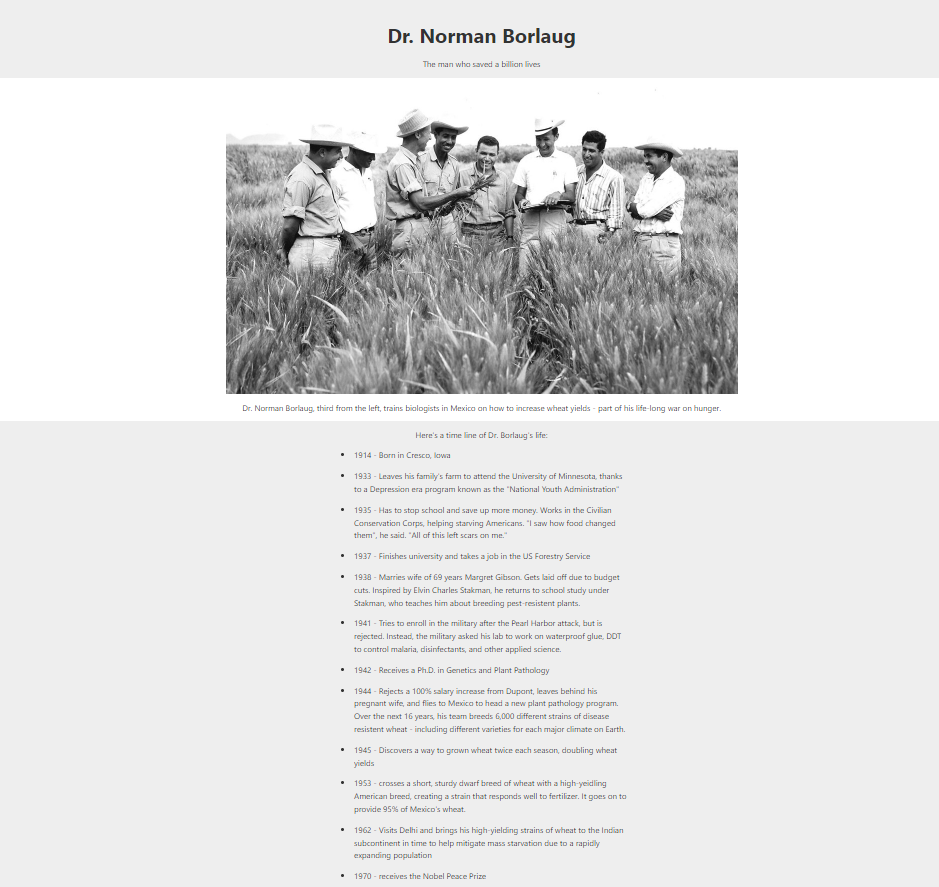 Dr. Norman Borlaug
The man who saved a billion lives
Dr. Norman Borlaug, third from the left, trains biologists in Mexico on how to increase wheat yields - part of his life-long war on hunger.
Here's a time line of Dr. Borlaug's life:
1914 - Born in Cresco, Iowa
1933 - Leaves his family's farm to attend the University of Minnesota, thanks
to a Depression era program known as the "National Youth Administration"
1935 - Has to stop school and save up more money. Works in the Civilian
Conservation Corps, helping starving Americans. "I saw how food changed
them", he said. "All of this left scars on me."
1937 - Finishes university and takes a job in the US Forestry Service
1938 - Marries wife of 69 years Margret Gibson. Gets laid off due to budget
cuts. Inspired by Elvin Charles Stakman, he returns to school study under
Stakman, who teaches him about breeding pest-resistent plants.
1941 - Tries to enroll in the military after the Pearl Harbor attack, but is
rejected. Instead, the military asked his lab to work on waterproof glue, DDT
to control malaria, disinfectants, and other applied science.
1942 - Receives a Ph.D. in Genetics and Plant Pathology
1944 - Rejects a 100% salary increase from Dupont, leaves behind his
pregnant wife, and flies to Mexico to head a new plant pathology program.
Over the next 16 years, his team breeds 6,000 different strains of disease
resistent wheat - including different varieties for each major climate on Earth.
1945 - Discovers a way to grown wheat twice each season, doubling wheat
yields
1953 - crosses a short, sturdy dwarf breed of wheat with a high-yeidling
American breed, creating a strain that responds well to fertilizer. It goes on to
provide 95% of Mexico's wheat.
1962 - Visits Delhi and brings his high-yielding strains of wheat to the Indian
subcontinent in time to help mitigate mass starvation due to a rapidly
expanding population
1970 - receives the Nobel Peace Prize